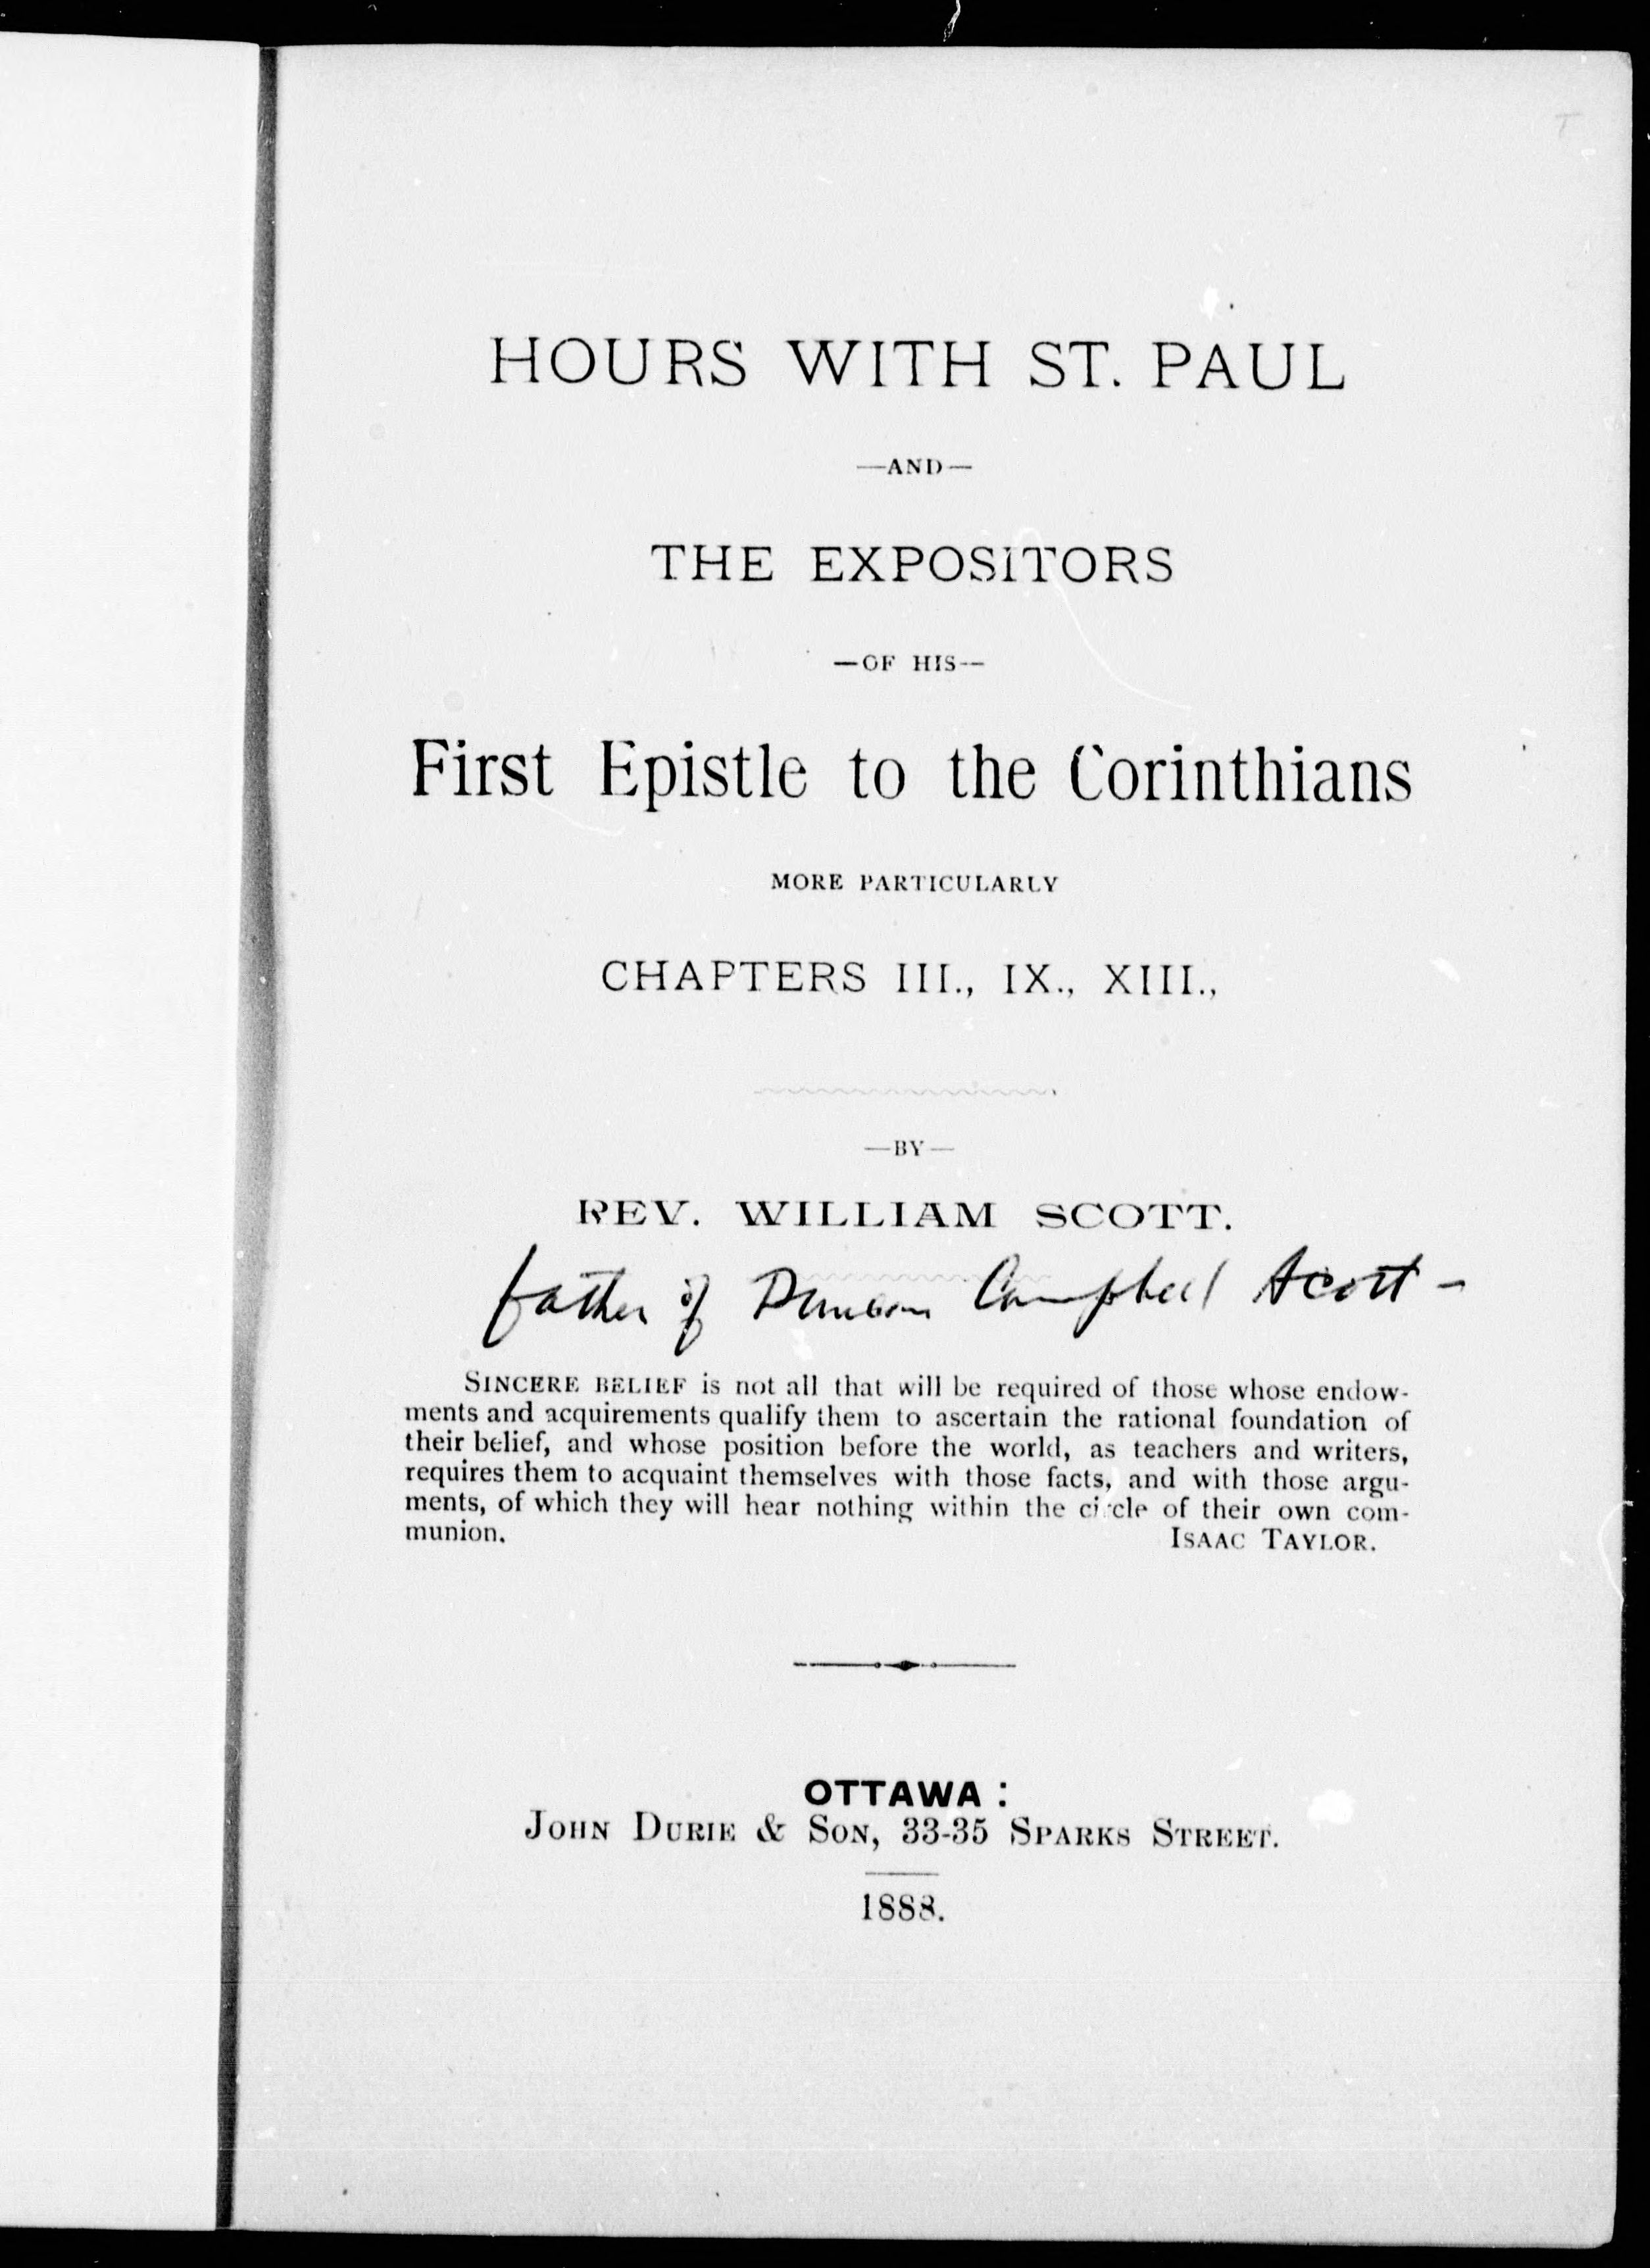 HOURS WITH ST. PAUL
—AND—
THE EXPOSITORS
—OF HIS—
First Epistle to the Corinthians
MORE PARTICULARLY
CHAPTERS III., IX., XIII.,
—BY—
REV. WILLIAM SCOTT.
father of Duncan Campbell Scott –
SINCERE BELIEF is not all that will be required of those whose endow-
ments and acquirements qualify them to ascertain the rational foundation of
their belief, and whose position before the world, as teachers and writers,
requires them to acquaint themselves with those facts, and with those argu-
ments, of which they will hear nothing within the circle of their own com-
munion. ISAAC TAYLOR.
OTTAWA :
JOHN DURIE & SON, 33-35 SPARKS STREET.
1888.